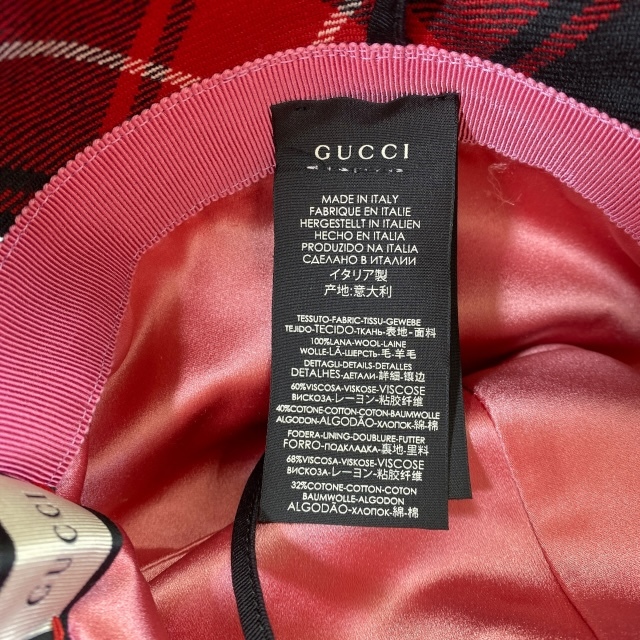 GUCCI
MADE IN ITALY
FABRIQUE EN ITALIE
HERGESTELLT IN ITALIEN
HECHO EN ITALIA
PRODUZIDO NA ITALIA
СДЕЛАНО В ИТАЛИИ
イタリア製
产地:意大利
TESSUTO-FABRIC-TISSU-GEWEBE
TEJIDO-TECIDO-ТКАНЬ-表地-面料
100%LANA-WOOL-LAINE
WOLLE-LÃ-ШЕРСТЬ-毛-羊毛
DETTAGLI-DETAILS-DETALLES
DETALHES-ДЕТАЛИ-詳細-镶边
60%VISCOSA-VISKOSE-VISCOSE
ВИСКОЗА-レーヨン-粘胶纤维
40%COTONE-COTTON-COTON-BAUMWOLLE
ALGODON-ALGODÃO-ХЛОПОК-綿-棉
FODERA-LINING-DOUBLURE-FUTTER
FORRO-ПОДКЛАДКА-裏地-里料
68%VISCOSA-VISKOSE-VISCOSE
ВИСКОЗА-レーヨン-粘胶纤维
32%COTONE-COTTON-COTON
BAUMWOLLE-ALGODON
ALGODÃO-ХЛОПОК-綿-棉
GUCCI